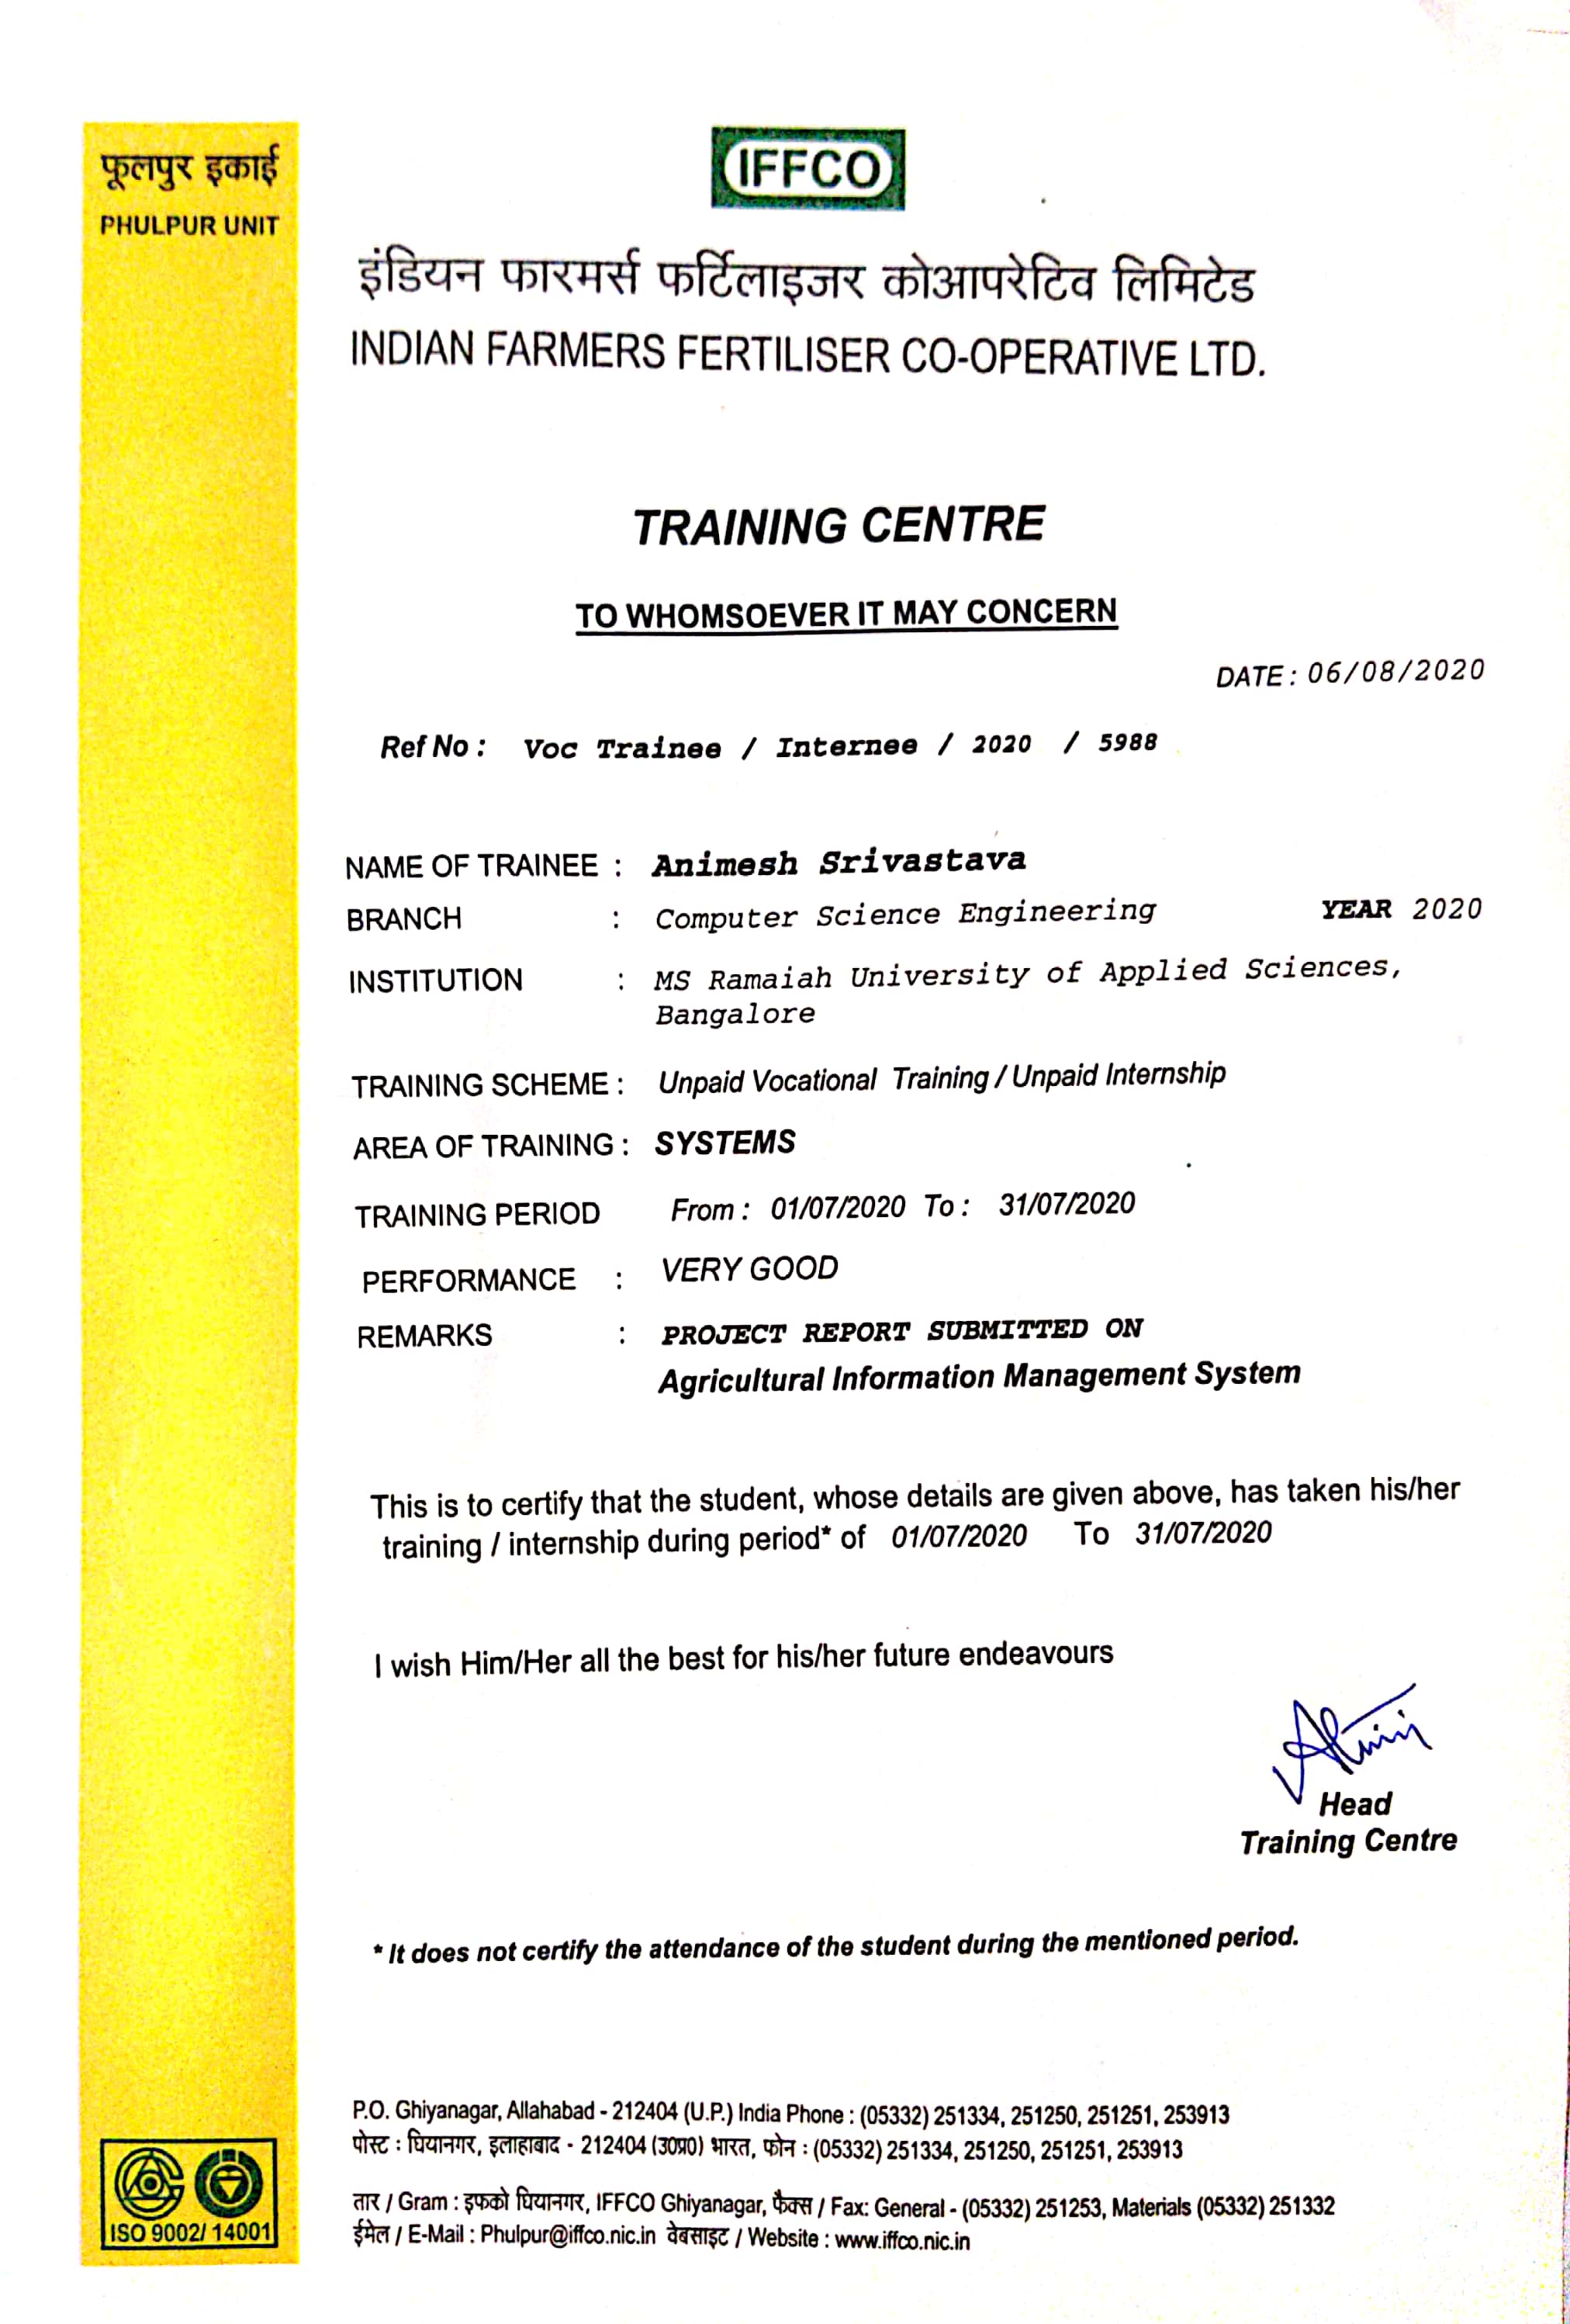 फूलपुर इकाई
PHULPUR UNIT
IFFCO
इंडियन फारमर्स फर्टिलाइजर कोआपरेटिव लिमिटेड
INDIAN FARMERS FERTILISER CO-OPERATIVE LTD.
TRAINING CENTRE
TO WHOMSOEVER IT MAY CONCERN
DATE : 06/08/2020
Ref No : Voc Trainee / Internee / 2020 / 5988
NAME OF TRAINEE : Animesh Srivastava
BRANCH : Computer Science Engineering YEAR 2020
INSTITUTION : MS Ramaiah University of Applied Sciences,
Bangalore
TRAINING SCHEME : Unpaid Vocational Training / Unpaid Internship
AREA OF TRAINING : SYSTEMS
TRAINING PERIOD From : 01/07/2020 To : 31/07/2020
PERFORMANCE : VERY GOOD
REMARKS : PROJECT REPORT SUBMITTED ON
Agricultural Information Management System
This is to certify that the student, whose details are given above, has taken his/her
training / internship during period* of 01/07/2020 To 31/07/2020
I wish Him/Her all the best for his/her future endeavours
Head
Training Centre
* It does not certify the attendance of the student during the mentioned period.
P.O. Ghiyanagar, Allahabad - 212404 (U.P.) India Phone : (05332) 251334, 251250, 251251, 253913
पोस्ट : घियानगर, इलाहाबाद - 212404 (उ0प्र0) भारत, फोन : (05332) 251334, 251250, 251251, 253913
तार / Gram : इफको घियानगर, IFFCO Ghiyanagar, फैक्स / Fax: General - (05332) 251253, Materials (05332) 251332
ईमेल / E-Mail : Phulpur@iffco.nic.in वेबसाइट / Website : www.iffco.nic.in
ISO 9002/ 14001